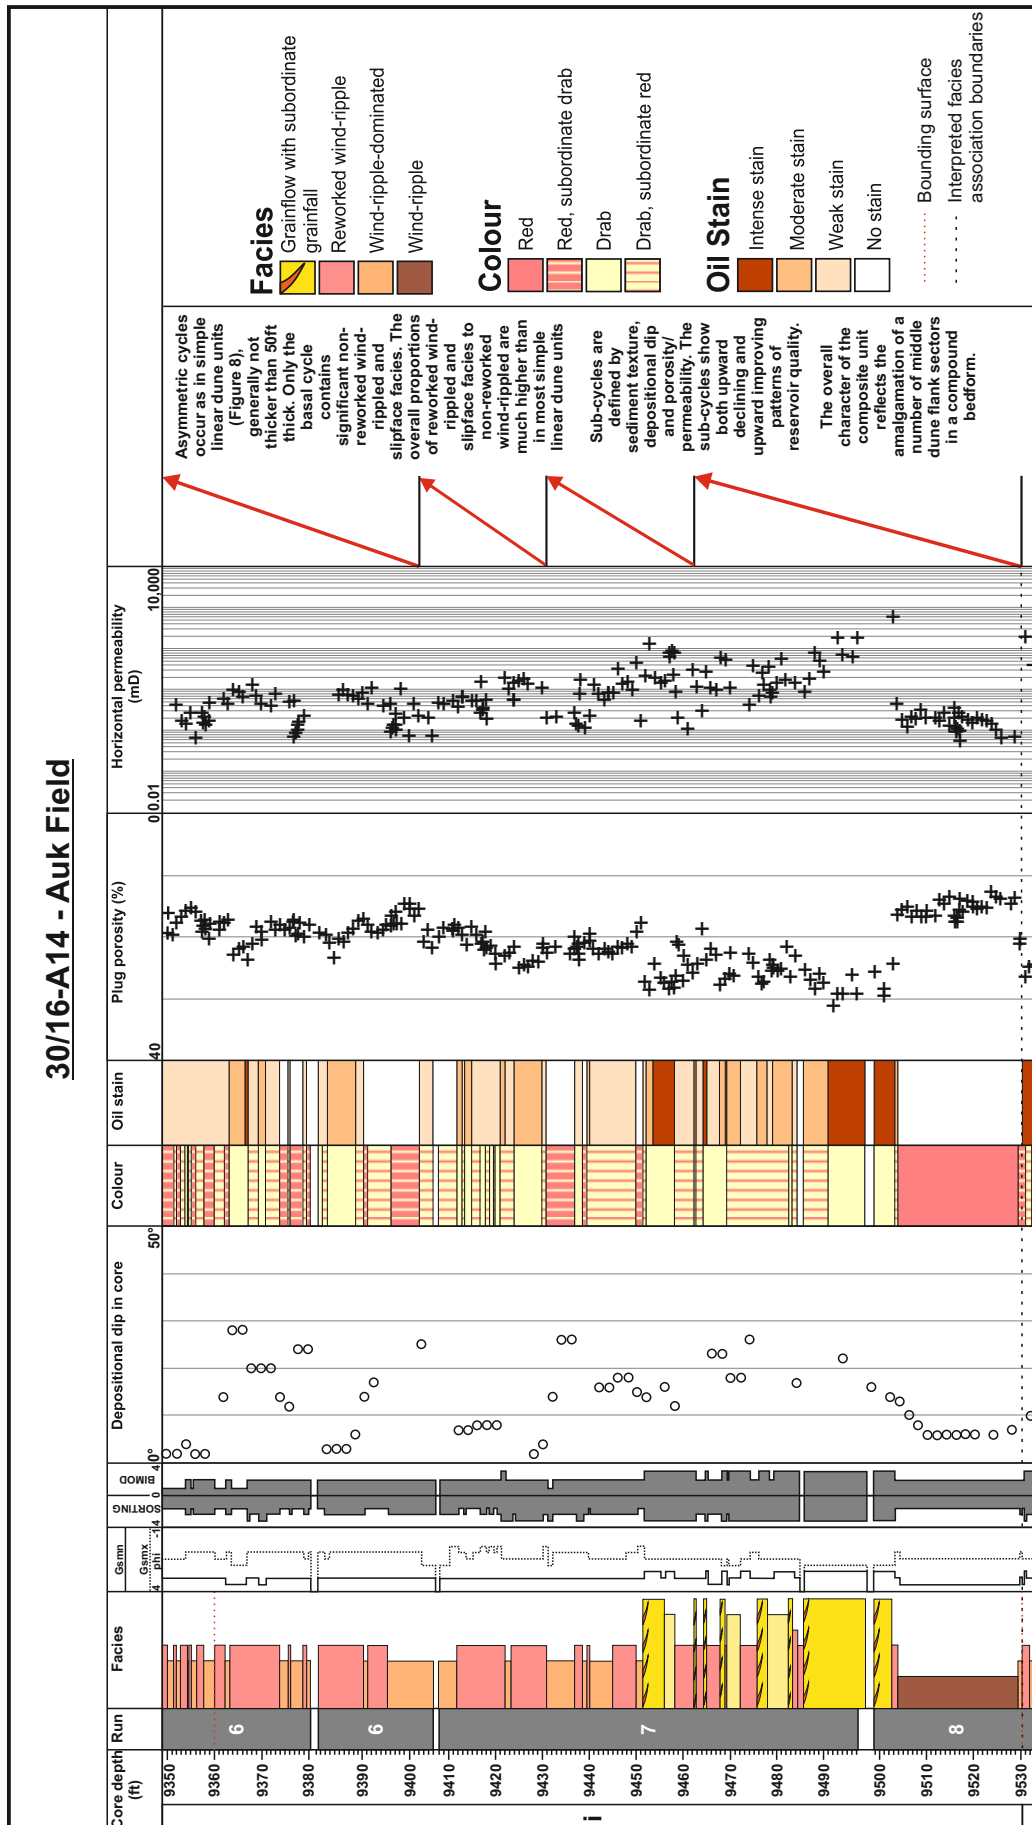 30/16-A14 - Auk Field
Core depth
(ft)
Run
Facies
Gsmn
Gsmx
4 phi -1
SORTING
BIMOD
4 0 4
Depositional dip in core
0° 50°
Colour
Oil stain
Plug porosity (%)
40 0
Horizontal permeability
(mD)
0.01 10,000
9350
9360
9370
9380
9390
9400
9410
9420
9430
9440
9450
9460
9470
9480
9490
9500
9510
9520
9530
6
6
7
8
i
Asymmetric cycles
occur as in simple
linear dune units
(Figure 8),
generally not
thicker than 50ft
thick. Only the
basal cycle
contains
significant non-
reworked wind-
rippled and
slipface facies. The
overall proportions
of reworked wind-
rippled and
slipface facies to
non-reworked
wind-rippled are
much higher than
in most simple
linear dune units
Sub-cycles are
defined by
sediment texture,
depositional dip
and porosity/
permeability. The
sub-cycles show
both upward
declining and
upward improving
patterns of
reservoir quality.
The overall
character of the
composite unit
reflects the
amalgamation of a
number of middle
dune flank sectors
in a compound
bedform.
Facies
Grainflow with subordinate
grainfall
Reworked wind-ripple
Wind-ripple-dominated
Wind-ripple
Colour
Red
Red, subordinate drab
Drab
Drab, subordinate red
Oil Stain
Intense stain
Moderate stain
Weak stain
No stain
Bounding surface
Interpreted facies
association boundaries